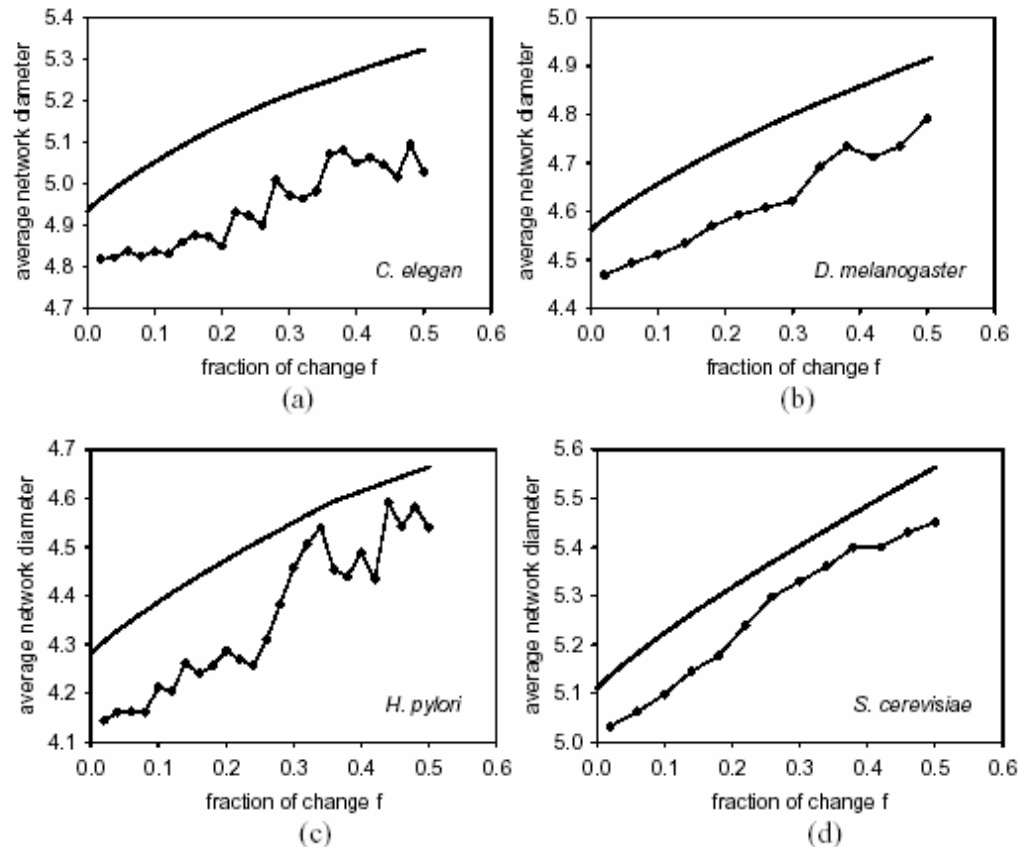 5.4
5.3
5.2
5.1
5.0
4.9
4.8
4.7
average network diameter
0.0 0.1 0.2 0.3 0.4 0.5 0.6
fraction of change f
C. elegan
(a)
5.0
4.9
4.8
4.7
4.6
4.5
4.4
average network diameter
0.0 0.1 0.2 0.3 0.4 0.5 0.6
fraction of change f
D. melanogaster
(b)
4.7
4.6
4.5
4.4
4.3
4.2
4.1
average network diameter
0.0 0.1 0.2 0.3 0.4 0.5 0.6
fraction of change f
H. pylori
(c)
5.6
5.5
5.4
5.3
5.2
5.1
5.0
average network diameter
0.0 0.1 0.2 0.3 0.4 0.5 0.6
fraction of change f
S. cerevisiae
(d)